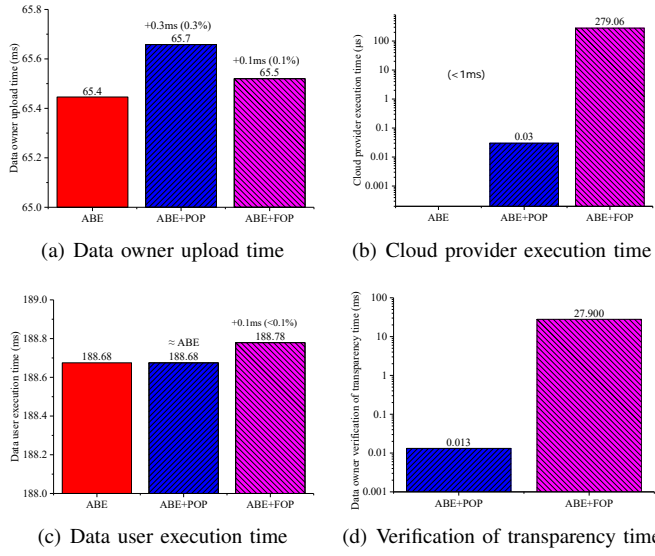 Data owner upload time (ms)
65.8
65.6
65.4
65.2
65.0
65.4
+0.3ms (0.3%)
65.7
+0.1ms (0.1%)
65.5
ABE
ABE+POP
ABE+FOP
(a) Data owner upload time
Cloud provider execution time (μs)
100
10
1
0.1
0.01
0.001
(<1ms)
0.03
279.06
ABE
ABE+POP
ABE+FOP
(b) Cloud provider execution time
Data user execution time (ms)
189.0
188.8
188.6
188.4
188.2
188.0
188.68
≈ ABE
188.68
+0.1ms (<0.1%)
188.78
ABE
ABE+POP
ABE+FOP
(c) Data user execution time
Data owner verification of transparency time (ms)
100
10
1
0.1
0.01
0.001
0.013
27.900
ABE+POP
ABE+FOP
(d) Verification of transparency time